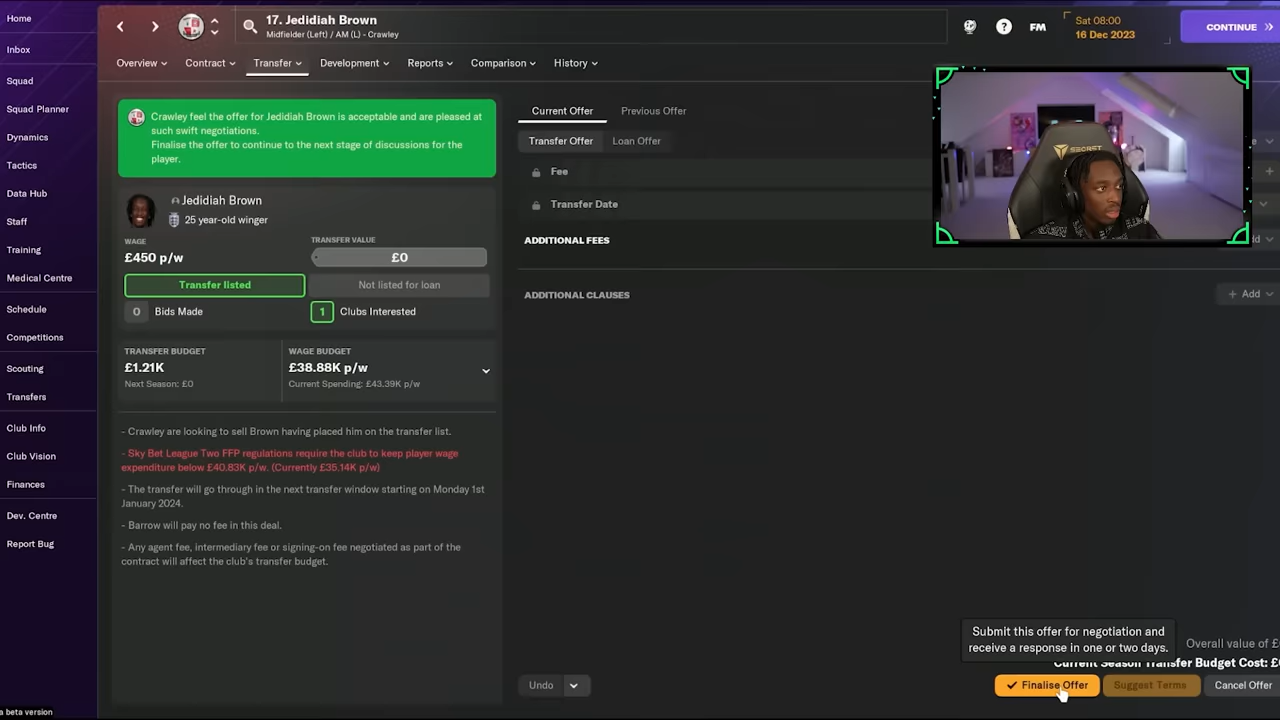 Home
Inbox
Squad
Squad Planner
Dynamics
Tactics
Data Hub
Staff
Training
Medical Centre
Schedule
Competitions
Scouting
Transfers
Club Info
Club Vision
Finances
Dev. Centre
Report Bug
a beta version
17. Jedidiah Brown
Midfielder (Left) / AM (L) - Crawley
FM
Sat 08:00
16 Dec 2023
CONTINUE
Overview
Contract
Transfer
Development
Reports
Comparison
History
Crawley feel the offer for Jedidiah Brown is acceptable and are pleased at
such swift negotiations.
Finalise the offer to continue to the next stage of discussions for the
player.
Jedidiah Brown
25 year-old winger
WAGE
£450 p/w
TRANSFER VALUE
£0
Transfer listed
Not listed for loan
0 Bids Made
1 Clubs Interested
TRANSFER BUDGET
£1.21K
Next Season: £0
WAGE BUDGET
£38.88K p/w
Current Spending: £43.39K p/w
- Crawley are looking to sell Brown having placed him on the transfer list.
- Sky Bet League Two FFP regulations require the club to keep player wage
expenditure below £40.83K p/w. (Currently £35.14K p/w)
- The transfer will go through in the next transfer window starting on Monday 1st
January 2024.
- Barrow will pay no fee in this deal.
- Any agent fee, intermediary fee or signing-on fee negotiated as part of the
contract will affect the club's transfer budget.
Current Offer
Previous Offer
Transfer Offer
Loan Offer
Fee
Transfer Date
ADDITIONAL FEES
ADDITIONAL CLAUSES
+ Add
SECRET
Submit this offer for negotiation and
receive a response in one or two days.
Overall value of
Current Season Transfer Budget Cost:
Undo
Finalise Offer
Suggest Terms
Cancel Offer